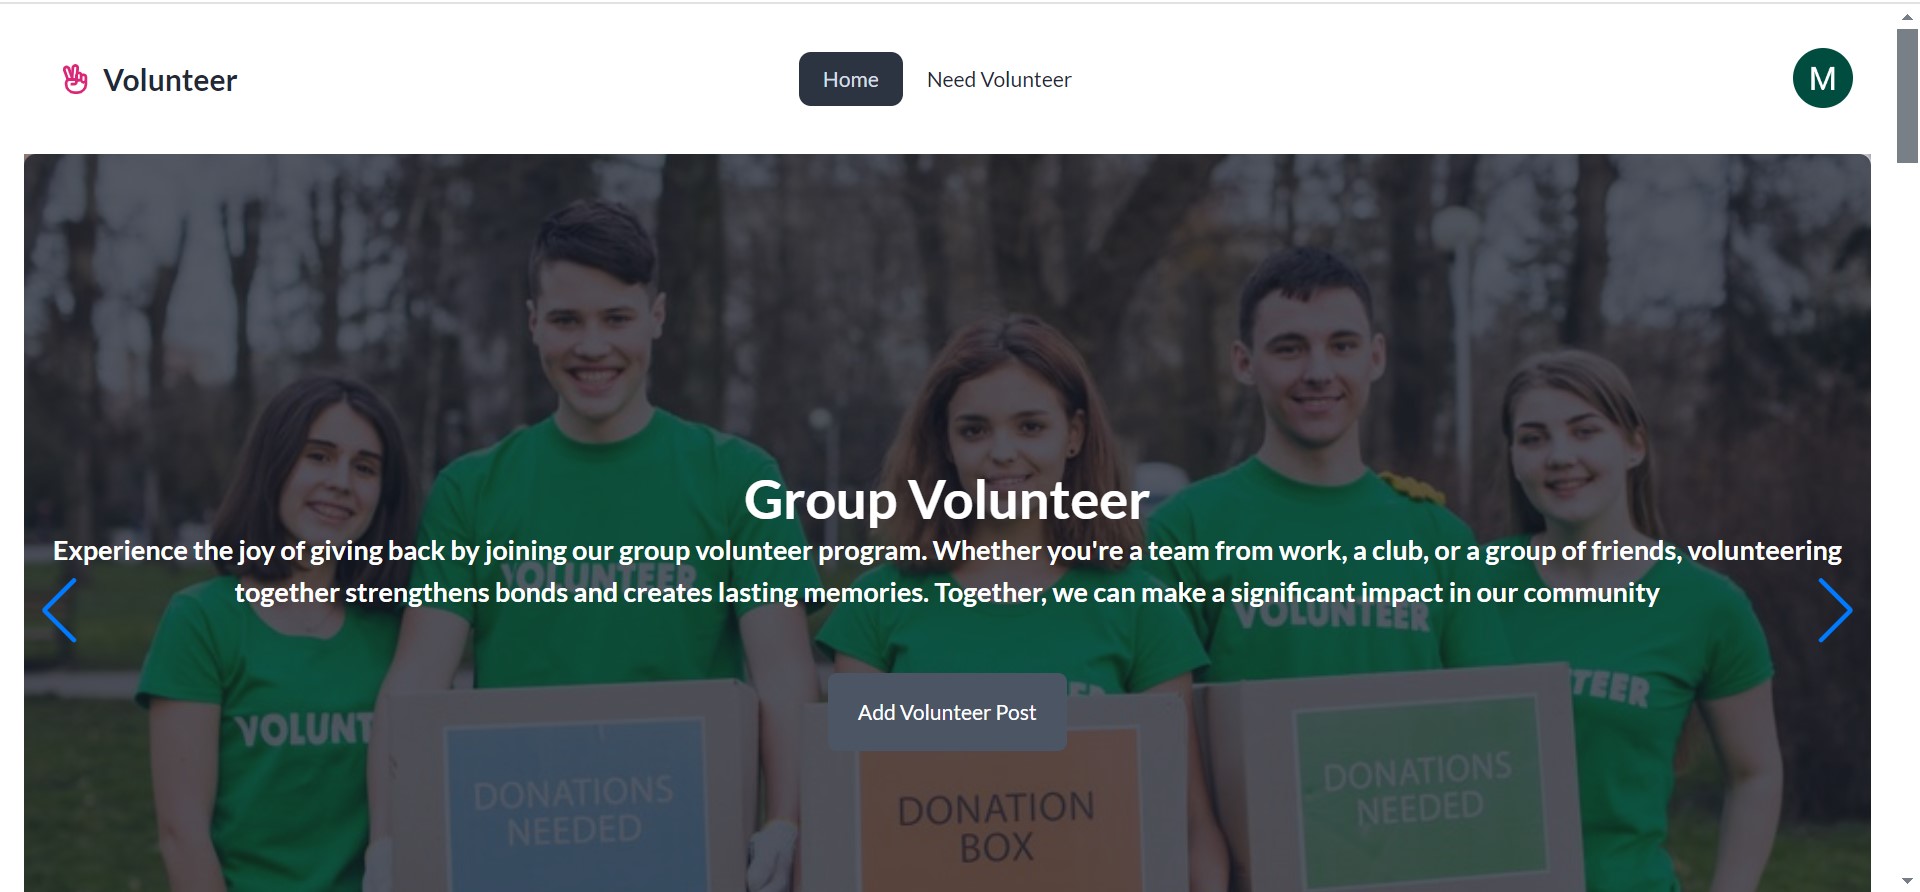 Volunteer
Home
Need Volunteer
M
Group Volunteer
Experience the joy of giving back by joining our group volunteer program. Whether you're a team from work, a club, or a group of friends, volunteering
together strengthens bonds and creates lasting memories. Together, we can make a significant impact in our community
VOLUNTEER
VOLUNTEER
Add Volunteer Post
VOLUNT
TEER
DONATIONS
NEEDED
DONATION
BOX
DONATIONS
NEEDED